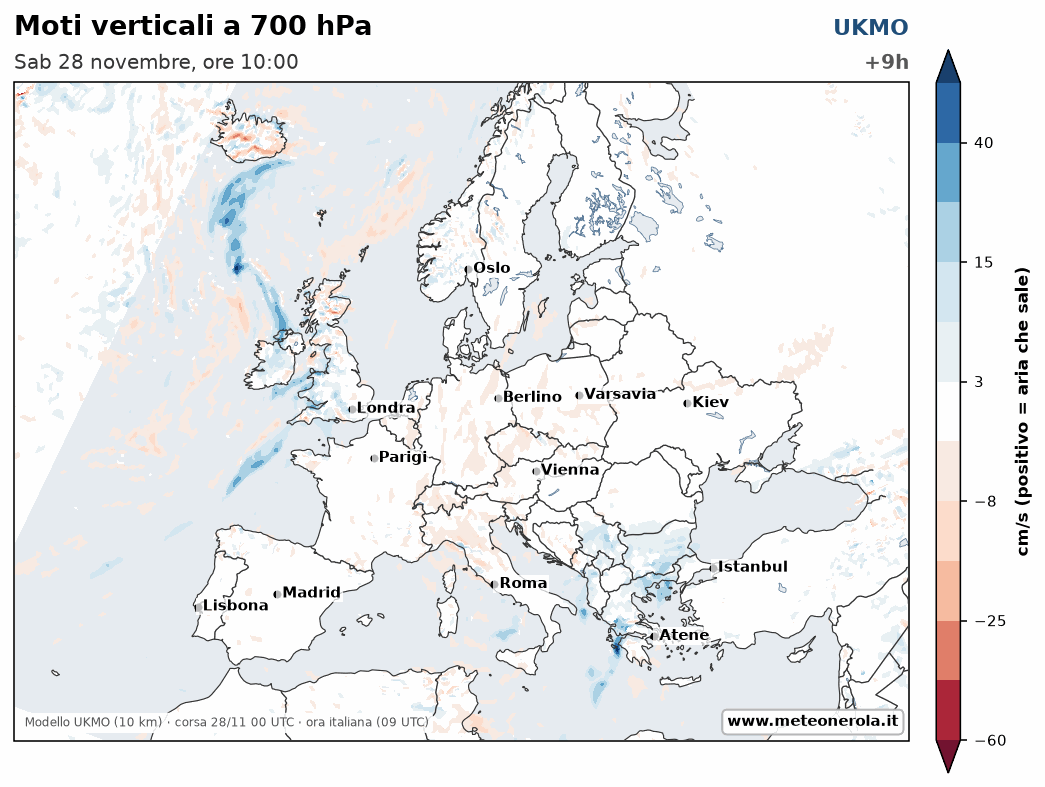 Moti verticali a 700 hPa
UKMO
Sab 28 novembre, ore 10:00
+9h
Oslo
Berlino
Varsavia
Kiev
Londra
Parigi
Vienna
Istanbul
Roma
Madrid
Lisbona
Atene
40
15
3
−8
−25
−60
cm/s (positivo = aria che sale)
Modello UKMO (10 km) · corsa 28/11 00 UTC · ora italiana (09 UTC)
www.meteonerola.it